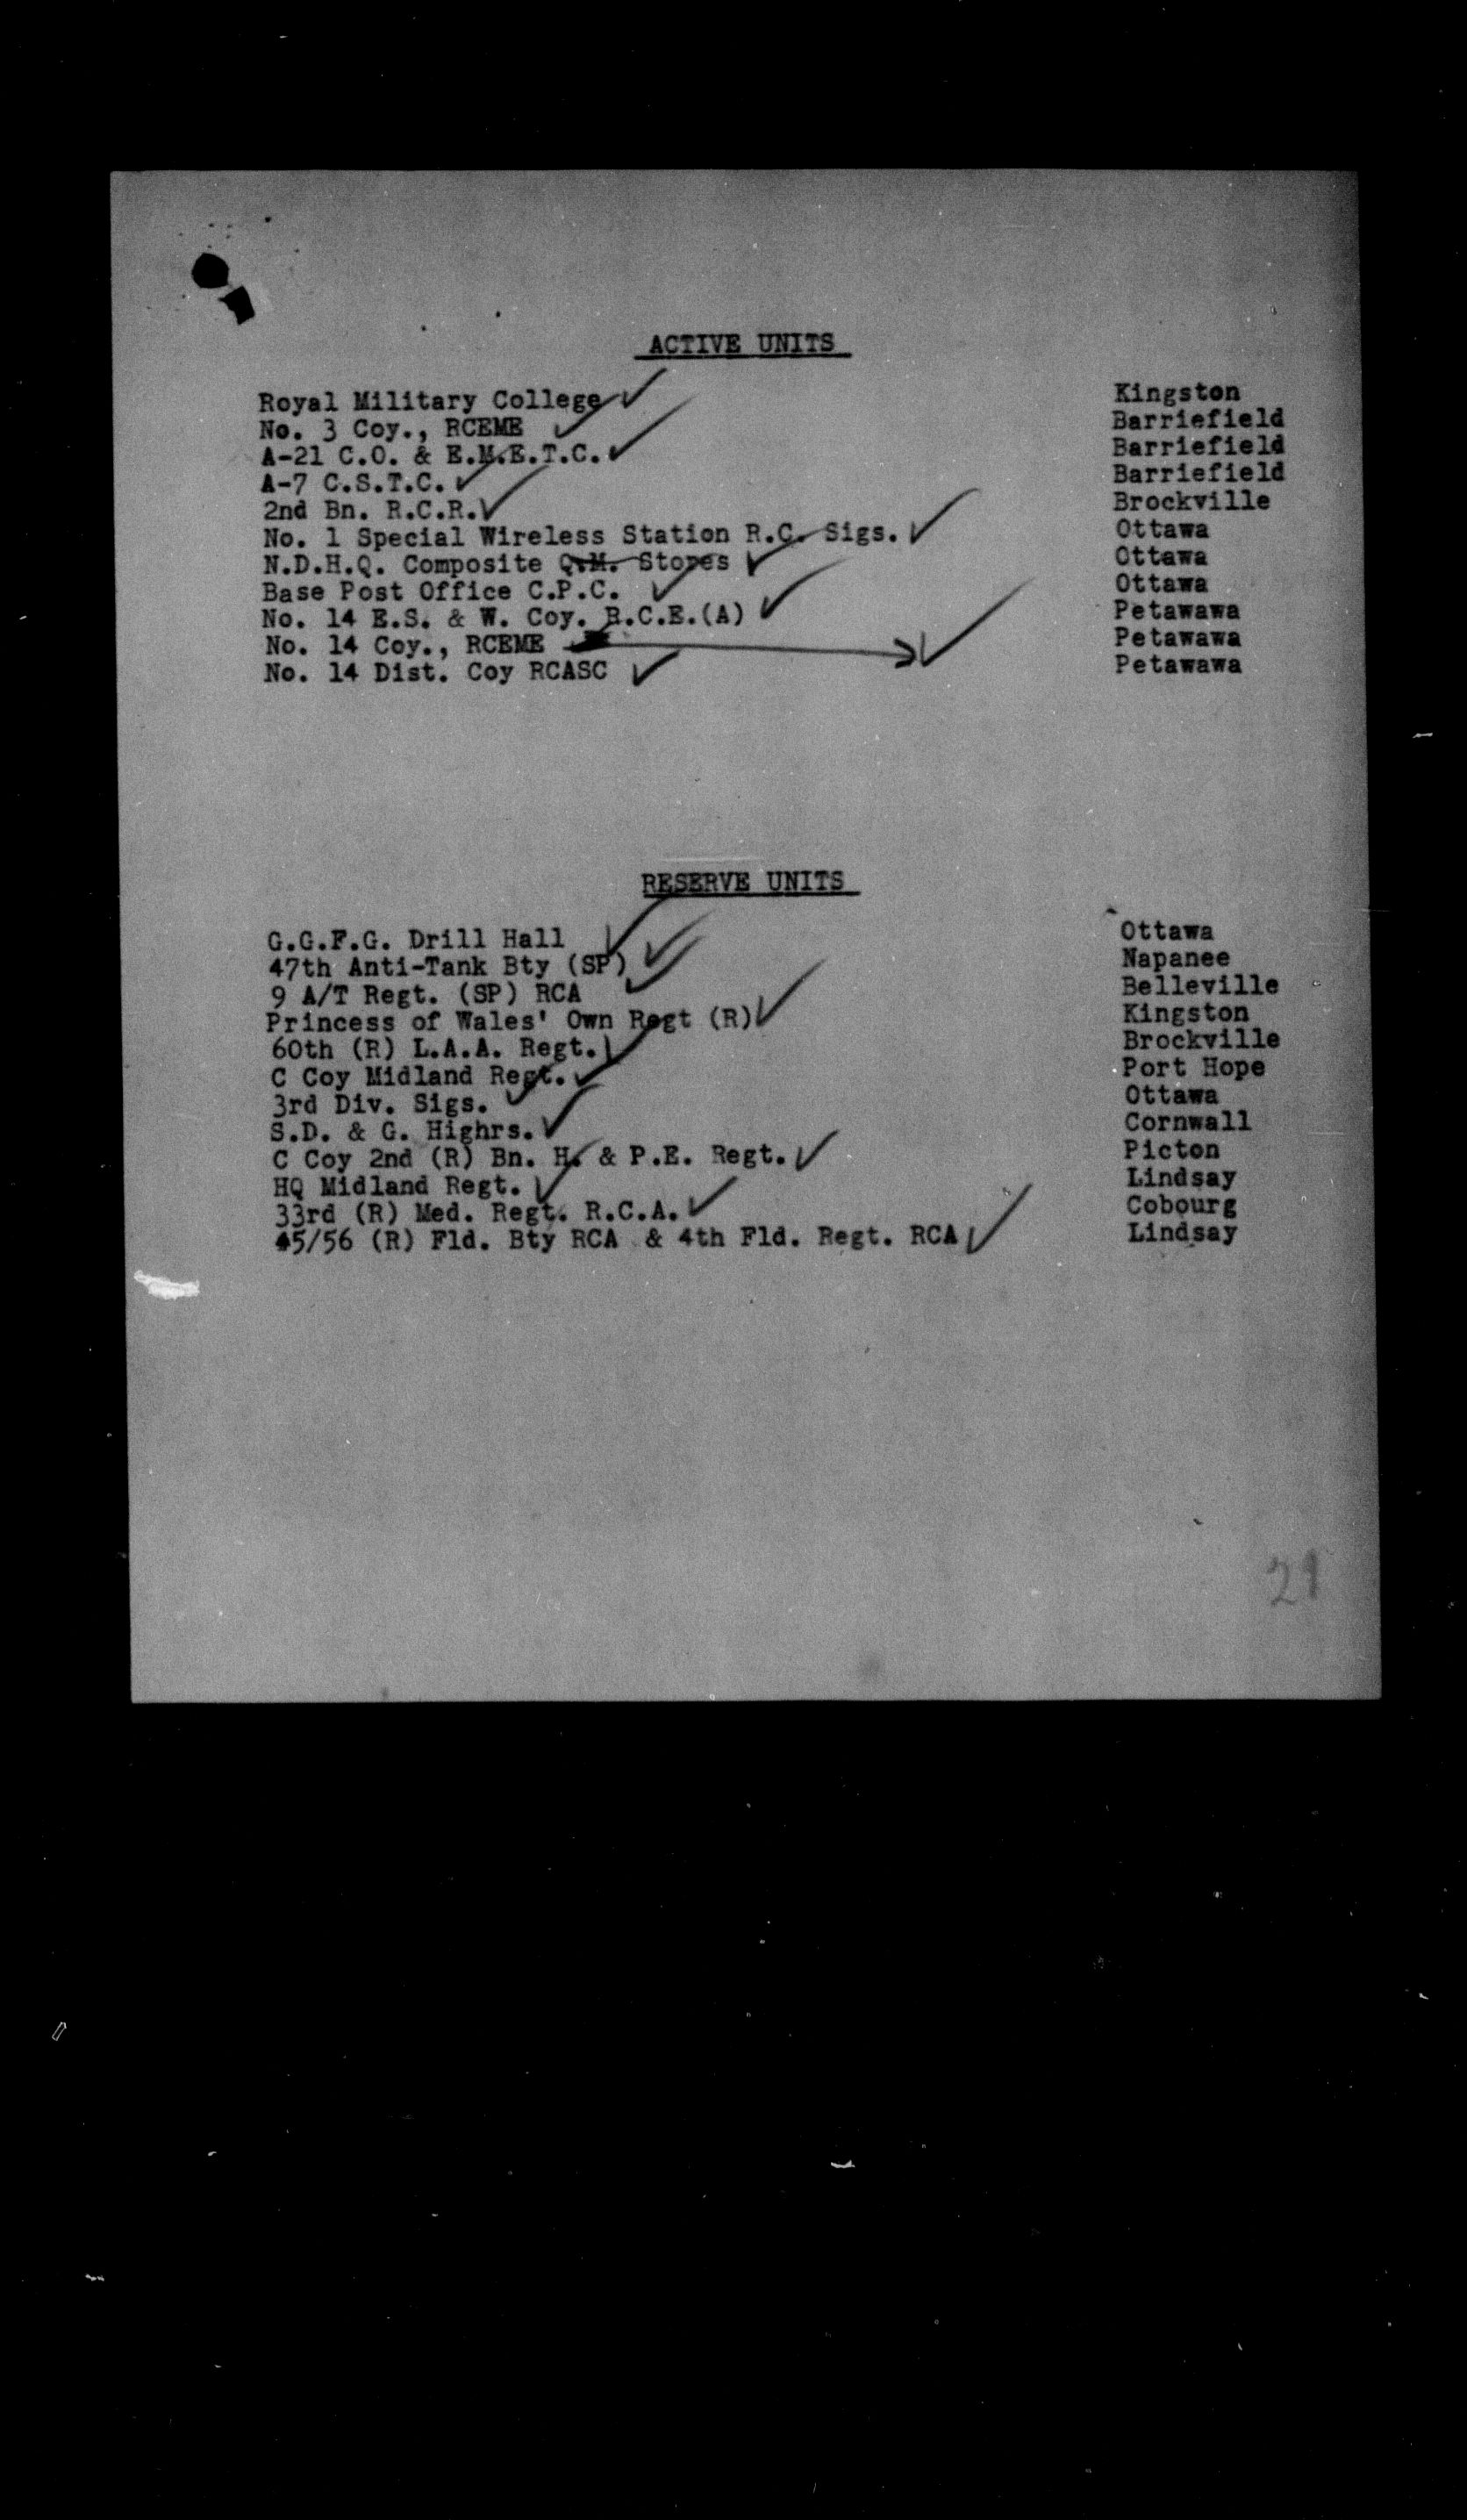 ACTIVE UNITS
Royal Military College ✓ Kingston
No. 3 Coy., RCEME ✓ Barriefield
A-21 C.O. & E.M.E.T.C. ✓ Barriefield
A-7 C.S.T.C. ✓ Barriefield
2nd Bn. R.C.R. ✓ Brockville
No. 1 Special Wireless Station R.C. Sigs. ✓ Ottawa
N.D.H.Q. Composite Q.M. Stores ✓ Ottawa
Base Post Office C.P.C. ✓ Ottawa
No. 14 E.S. & W. Coy. R.C.E.(A) ✓ Petawawa
No. 14 Coy., RCEME → ✓ Petawawa
No. 14 Dist. Coy RCASC ✓ Petawawa
RESERVE UNITS
G.G.F.G. Drill Hall ✓ Ottawa
47th Anti-Tank Bty (SP) ✓ Napanee
9 A/T Regt. (SP) RCA ✓ Belleville
Princess of Wales' Own Regt (R) ✓ Kingston
60th (R) L.A.A. Regt. ✓ Brockville
C Coy Midland Regt. ✓ Port Hope
3rd Div. Sigs. ✓ Ottawa
S.D. & G. Highrs. ✓ Cornwall
C Coy 2nd (R) Bn. H. & P.E. Regt. ✓ Picton
HQ Midland Regt. ✓ Lindsay
33rd (R) Med. Regt. R.C.A. ✓ Cobourg
45/56 (R) Fld. Bty RCA & 4th Fld. Regt. RCA ✓ Lindsay
21